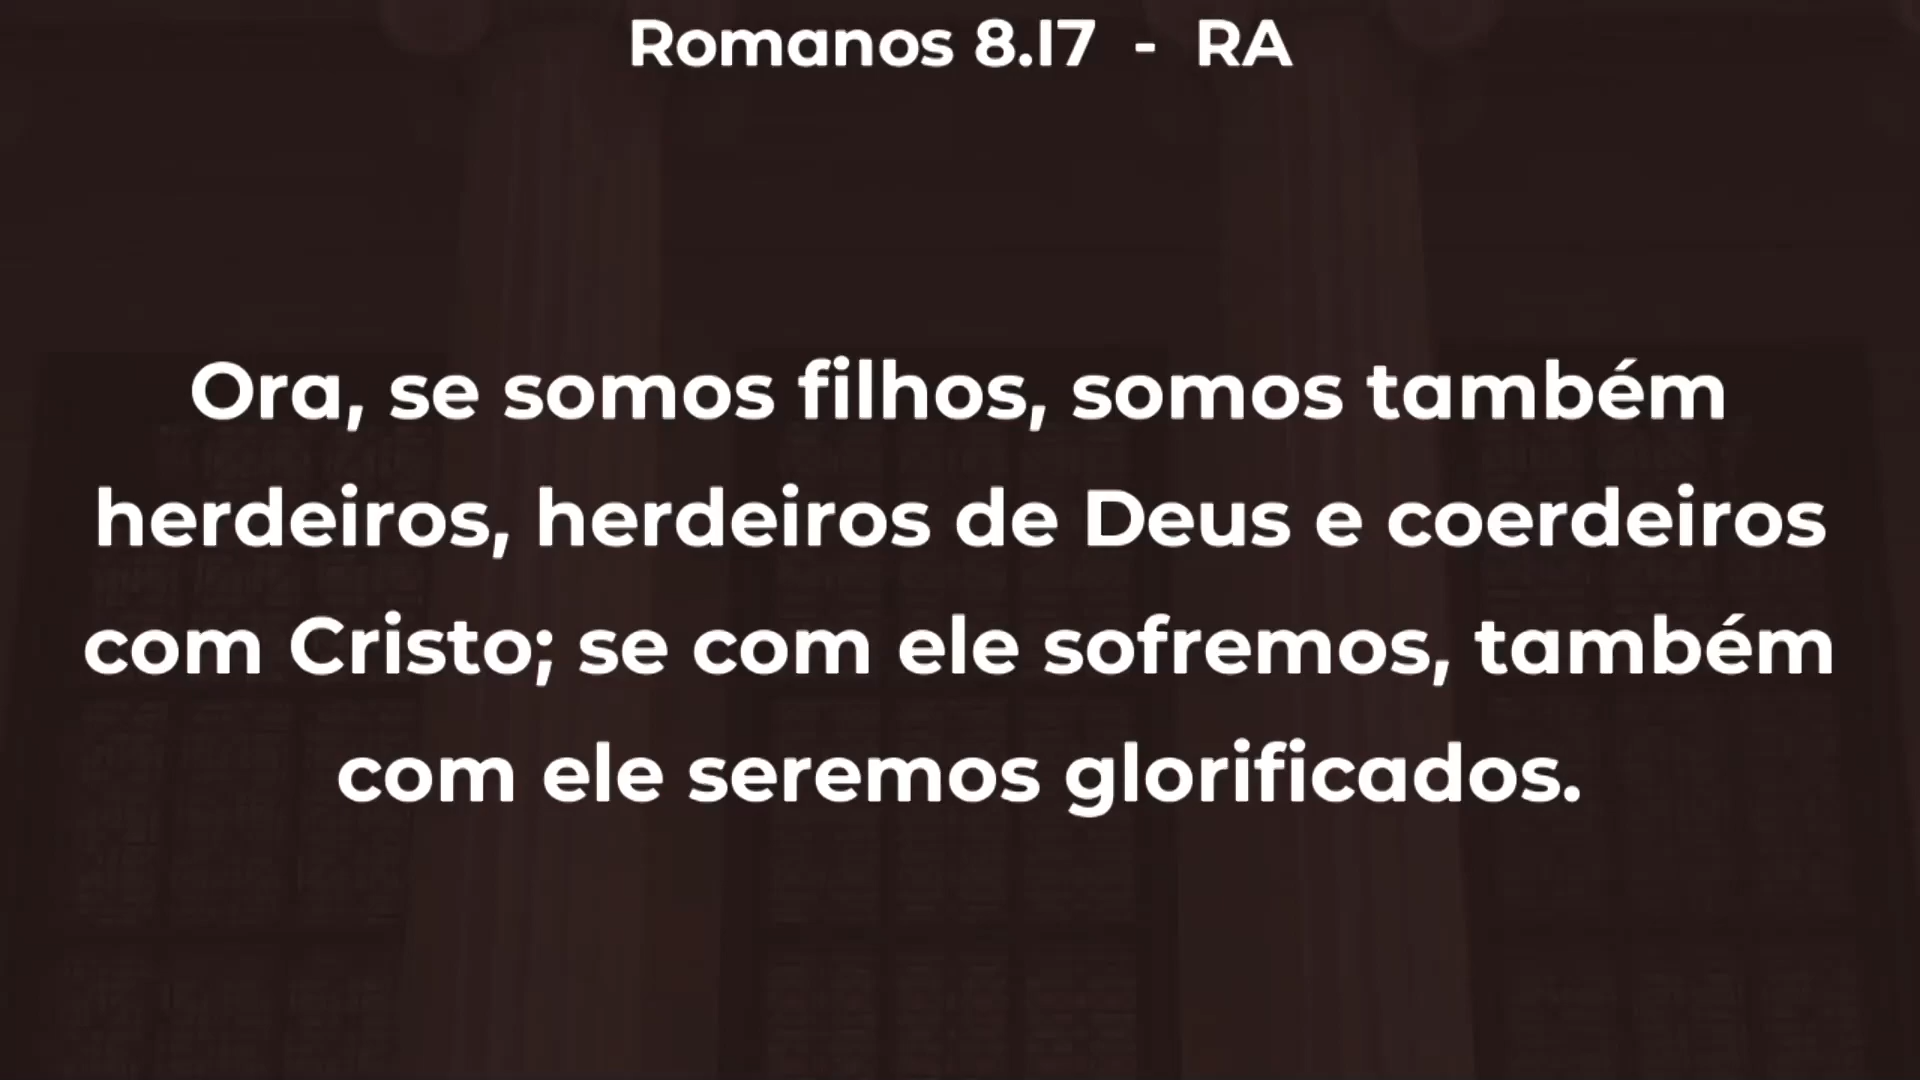 Romanos 8.17 - RA
Ora, se somos filhos, somos também
herdeiros, herdeiros de Deus e coerdeiros
com Cristo; se com ele sofremos, também
com ele seremos glorificados.